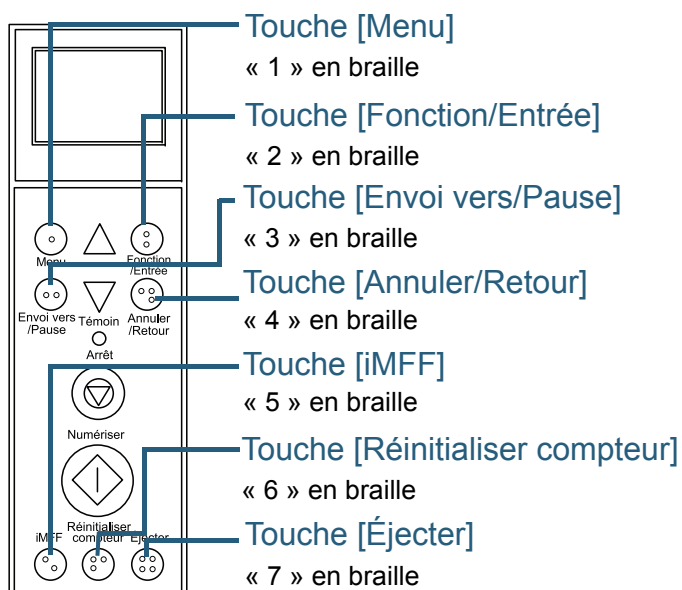 Touche [Menu]
« 1 » en braille
Touche [Fonction/Entrée]
« 2 » en braille
Touche [Envoi vers/Pause]
« 3 » en braille
Touche [Annuler/Retour]
« 4 » en braille
Touche [iMFF]
« 5 » en braille
Touche [Réinitialiser compteur]
« 6 » en braille
Touche [Éjecter]
« 7 » en braille
Menu
Fonction
/Entrée
Envoi vers
/Pause
Témoin
Annuler
/Retour
Arrêt
Numériser
iMFF
Réinitialiser
compteur
Éjecter